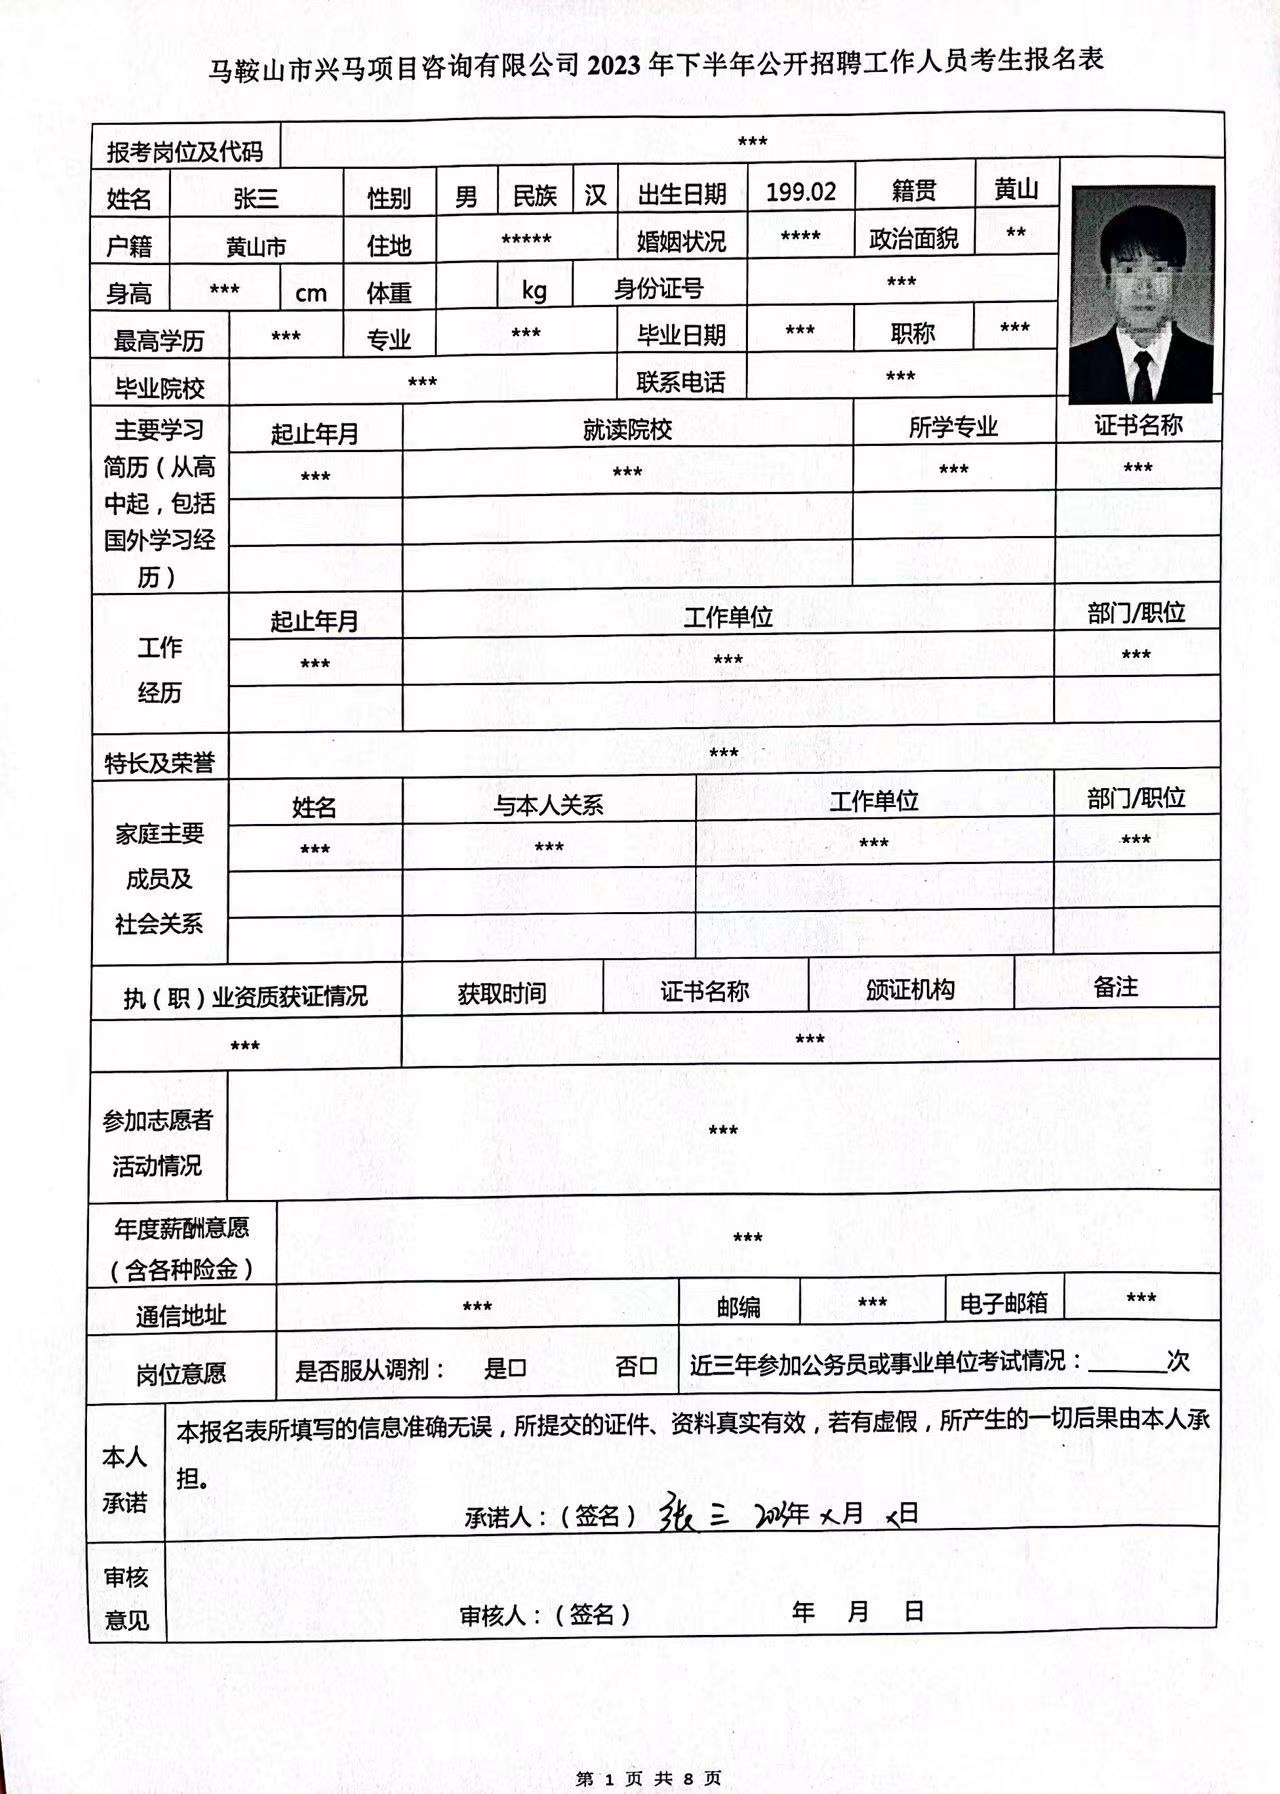 马鞍山市兴马项目咨询有限公司 2023 年下半年公开招聘工作人员考生报名表
报考岗位及代码 ***
姓名 张三 性别 男 民族 汉 出生日期 199.02 籍贯 黄山
户籍 黄山市 住地 ***** 婚姻状况 **** 政治面貌 **
身高 *** cm 体重 kg 身份证号 ***
最高学历 *** 专业 *** 毕业日期 *** 职称 ***
毕业院校 *** 联系电话 ***
主要学习
简历（从高
中起，包括
国外学习经
历）
起止年月 就读院校 所学专业 证书名称
*** *** *** ***
工作
经历
起止年月 工作单位 部门/职位
*** *** ***
特长及荣誉 ***
家庭主要
成员及
社会关系
姓名 与本人关系 工作单位 部门/职位
*** *** *** ***
执（职）业资质获证情况 获取时间 证书名称 颁证机构 备注
*** ***
参加志愿者
活动情况
***
年度薪酬意愿
（含各种险金）
***
通信地址 *** 邮编 *** 电子邮箱 ***
岗位意愿 是否服从调剂： 是□ 否□ 近三年参加公务员或事业单位考试情况：______次
本人
承诺
本报名表所填写的信息准确无误，所提交的证件、资料真实有效，若有虚假，所产生的一切后果由本人承
担。
承诺人：（签名） 张三 2023年 x月 x日
审核
意见
审核人：（签名） 年 月 日
第 1 页 共 8 页